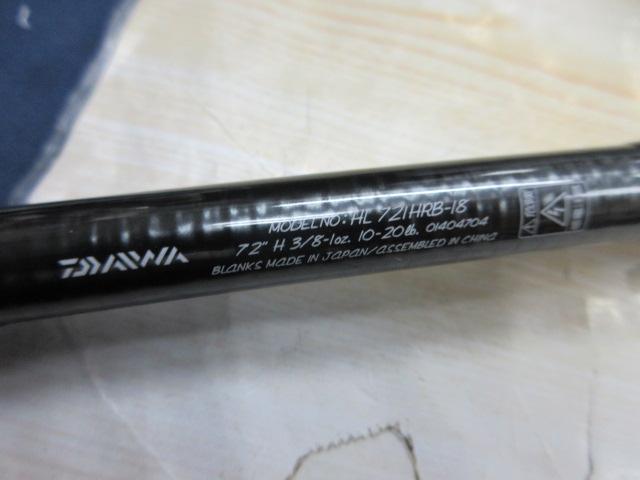 DAIWA
MODEL NO.: HL 721HRB-18
7'2" H 3/8-1oz. 10-20lb. 01404704
BLANKS MADE IN JAPAN/ASSEMBLED IN CHINA